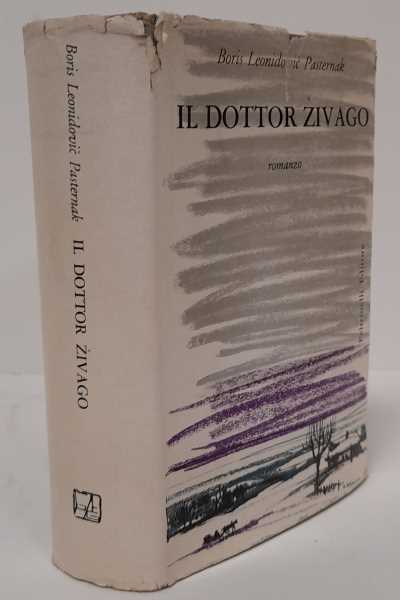 Boris Leonidovič Pasternak
IL DOTTOR ŽIVAGO
Boris Leonidovič Pasternak
IL DOTTOR ZIVAGO
romanzo
Feltrinelli Editore